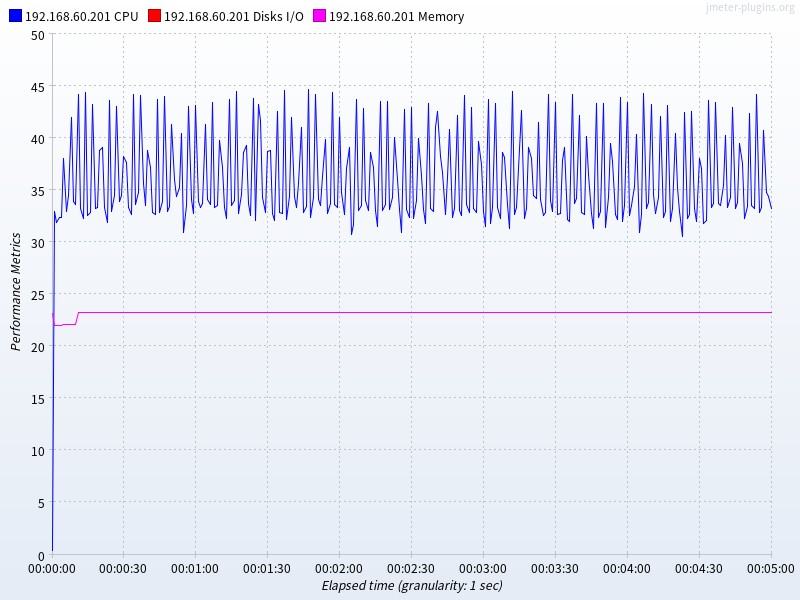 jmeter-plugins.org
192.168.60.201 CPU 192.168.60.201 Disks I/O 192.168.60.201 Memory
50
45
40
35
30
25
20
15
10
5
0
Performance Metrics
00:00:00 00:00:30 00:01:00 00:01:30 00:02:00 00:02:30 00:03:00 00:03:30 00:04:00 00:04:30 00:05:00
Elapsed time (granularity: 1 sec)